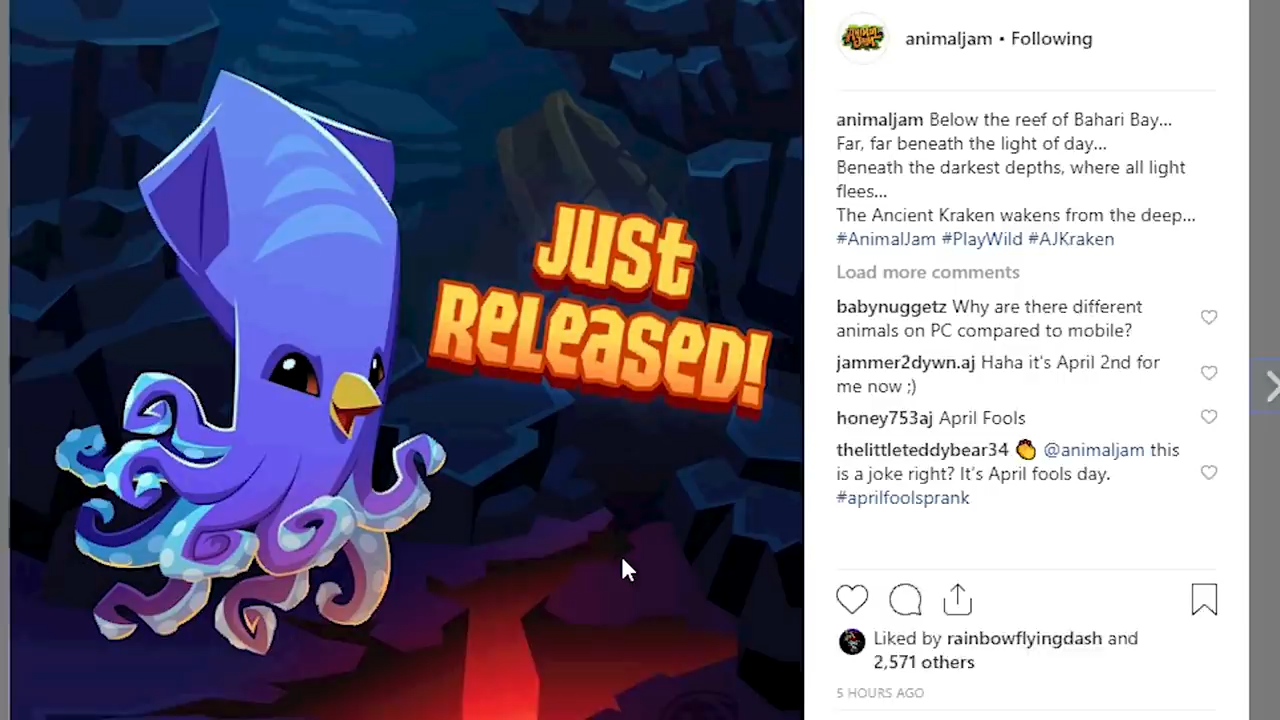 JUST
RELEASED!
ANIMAL
JAM
animaljam • Following
animaljam Below the reef of Bahari Bay...
Far, far beneath the light of day...
Beneath the darkest depths, where all light
flees...
The Ancient Kraken wakens from the deep...
#AnimalJam #PlayWild #AJKraken
Load more comments
babynuggetz Why are there different
animals on PC compared to mobile?
jammer2dywn.aj Haha it's April 2nd for
me now ;)
honey753aj April Fools
thelittleteddybear34 👏 @animaljam this
is a joke right? It's April fools day.
#aprilfoolsprank
Liked by rainbowflyingdash and
2,571 others
5 HOURS AGO